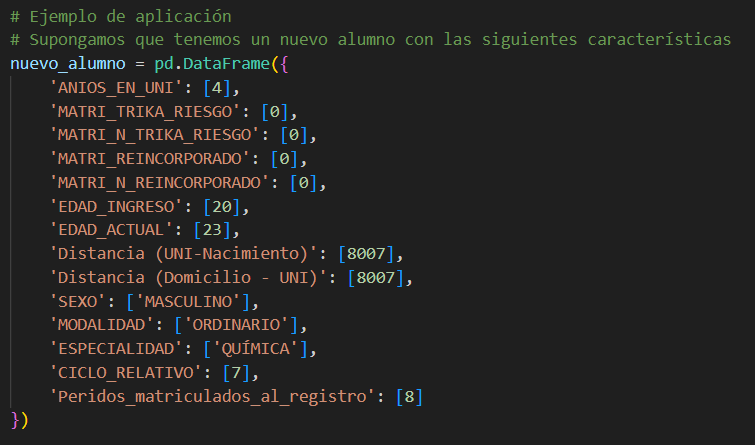 # Ejemplo de aplicación
# Supongamos que tenemos un nuevo alumno con las siguientes características
nuevo_alumno = pd.DataFrame({
    'ANIOS_EN_UNI': [4],
    'MATRI_TRIKA_RIESGO': [0],
    'MATRI_N_TRIKA_RIESGO': [0],
    'MATRI_REINCORPORADO': [0],
    'MATRI_N_REINCORPORADO': [0],
    'EDAD_INGRESO': [20],
    'EDAD_ACTUAL': [23],
    'Distancia (UNI-Nacimiento)': [8007],
    'Distancia (Domicilio - UNI)': [8007],
    'SEXO': ['MASCULINO'],
    'MODALIDAD': ['ORDINARIO'],
    'ESPECIALIDAD': ['QUÍMICA'],
    'CICLO_RELATIVO': [7],
    'Peridos_matriculados_al_registro': [8]
})